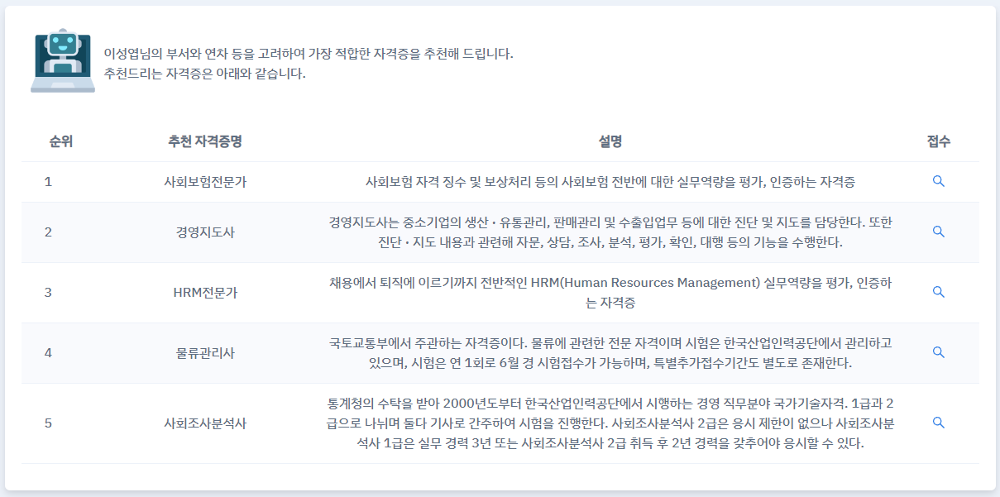 이성엽님의 부서와 연차 등을 고려하여 가장 적합한 자격증을 추천해 드립니다.
추천드리는 자격증은 아래와 같습니다.
순위 추천 자격증명 설명 접수
1 사회보험전문가 사회보험 자격 징수 및 보상처리 등의 사회보험 전반에 대한 실무역량을 평가, 인증하는 자격증
2 경영지도사 경영지도사는 중소기업의 생산·유통관리, 판매관리 및 수출입업무 등에 대한 진단 및 지도를 담당한다. 또한
진단·지도 내용과 관련해 자문, 상담, 조사, 분석, 평가, 확인, 대행 등의 기능을 수행한다.
3 HRM전문가 채용에서 퇴직에 이르기까지 전반적인 HRM(Human Resources Management) 실무역량을 평가, 인증하
는 자격증
4 물류관리사 국토교통부에서 주관하는 자격증이다. 물류에 관련한 전문 자격이며 시험은 한국산업인력공단에서 관리하고
있으며, 시험은 연 1회로 6월 경 시험접수가 가능하며, 특별추가접수기간도 별도로 존재한다.
5 사회조사분석사 통계청의 수탁을 받아 2000년도부터 한국산업인력공단에서 시행하는 경영 직무분야 국가기술자격. 1급과 2
급으로 나뉘며 둘다 기사로 간주하여 시험을 진행한다. 사회조사분석사 2급은 응시 제한이 없으나 사회조사분
석사 1급은 실무 경력 3년 또는 사회조사분석사 2급 취득 후 2년 경력을 갖추어야 응시할 수 있다.